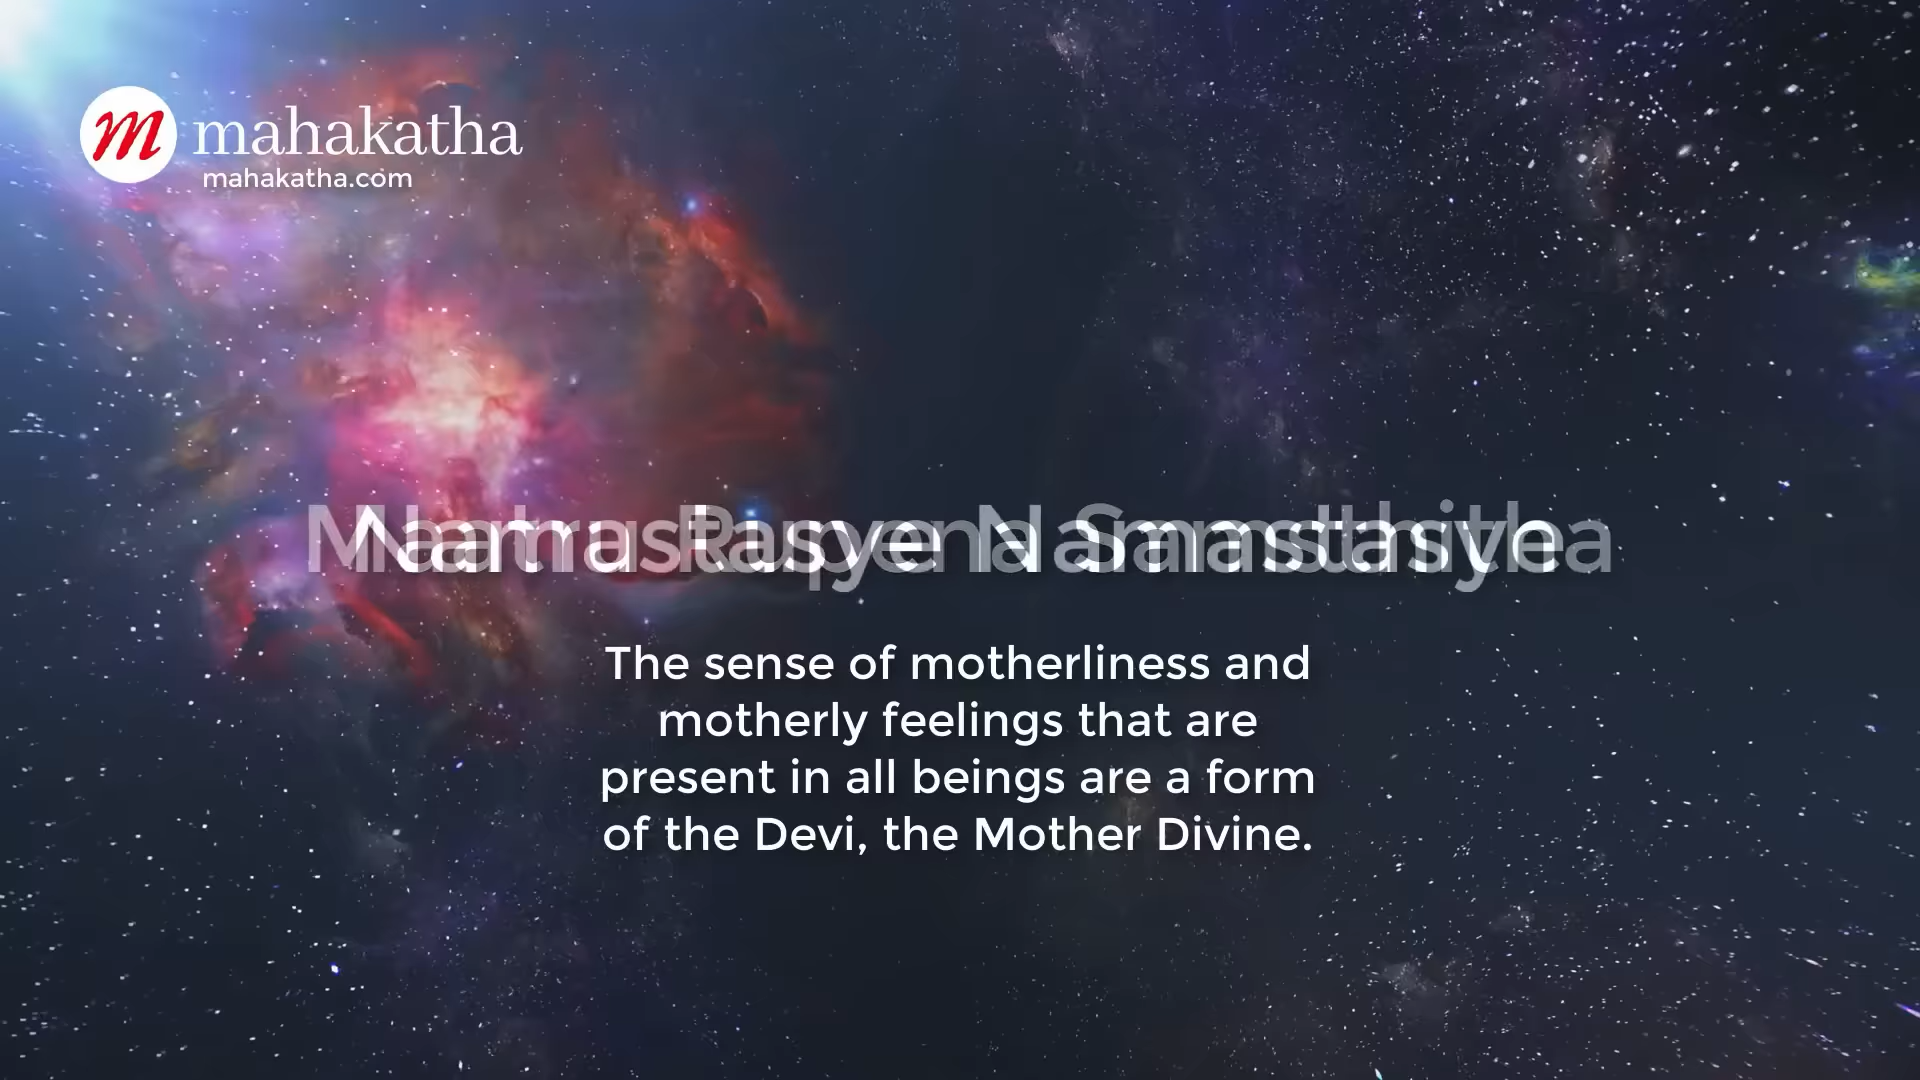 m mahakatha
mahakatha.com
The sense of motherliness and
motherly feelings that are
present in all beings are a form
of the Devi, the Mother Divine.